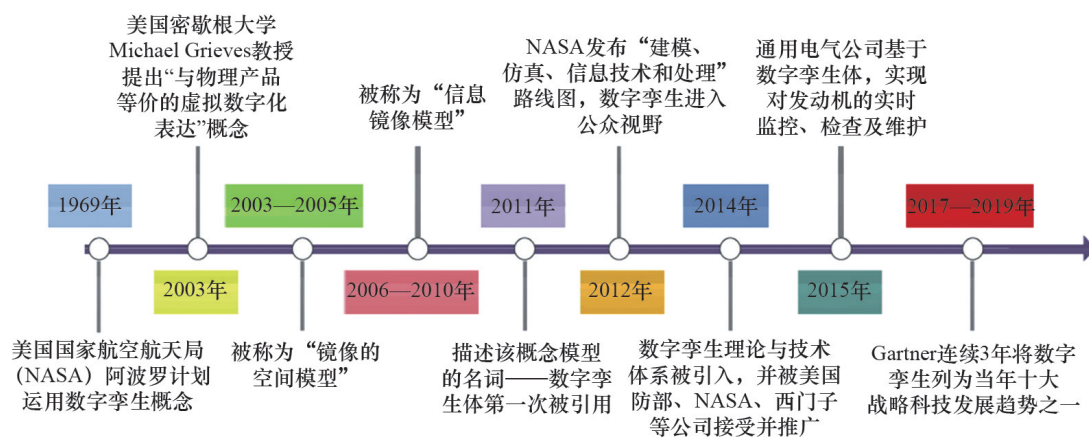 美国密歇根大学
Michael Grieves教授
提出“与物理产品
等价的虚拟数字化
表达”概念
被称为“信息
镜像模型”
NASA发布“建模、
仿真、信息技术和处理”
路线图，数字孪生进入
公众视野
通用电气公司基于
数字孪生体，实现
对发动机的实时
监控、检查及维护
1969年
2003—2005年
2011年
2014年
2017—2019年
2003年
2006—2010年
2012年
2015年
美国国家航空航天局
（NASA）阿波罗计划
运用数字孪生概念
被称为“镜像的
空间模型”
描述该概念模型
的名词——数字孪
生体第一次被引用
数字孪生理论与技术
体系被引入，并被美国
防部、NASA、西门子
等公司接受并推广
Gartner连续3年将数字
孪生列为当年十大
战略科技发展趋势之一